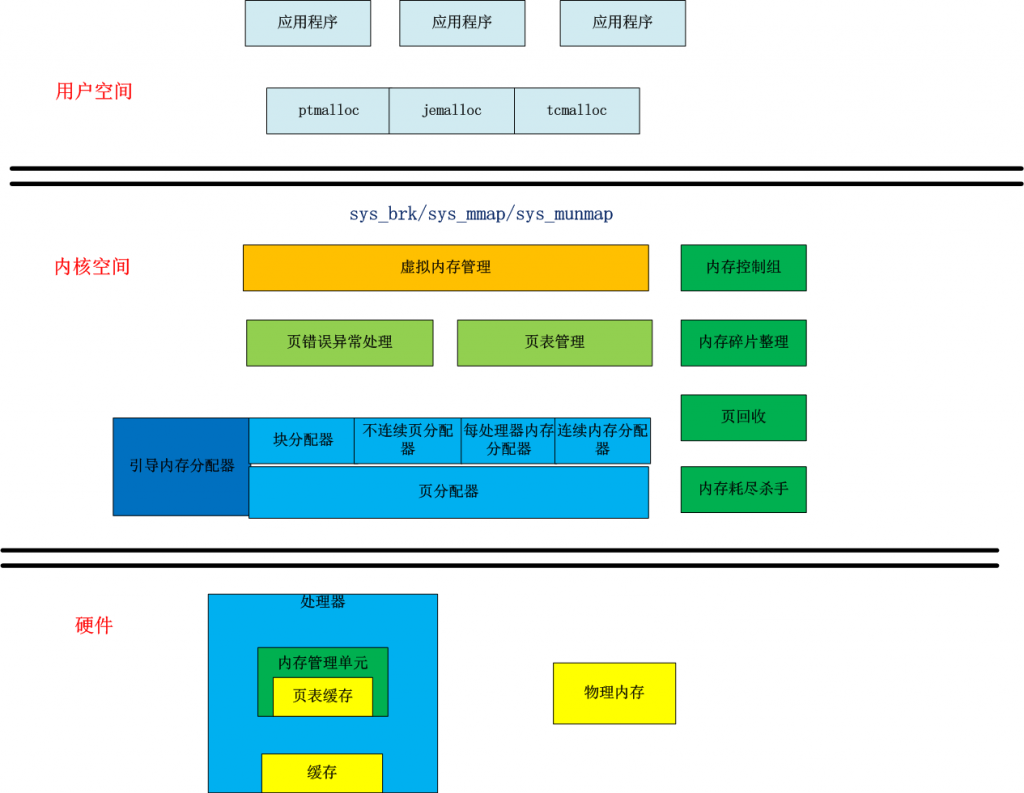 应用程序
应用程序
应用程序
用户空间
ptmalloc
jemalloc
tcmalloc
sys_brk/sys_mmap/sys_munmap
内核空间
虚拟内存管理
内存控制组
页错误异常处理
页表管理
内存碎片整理
页回收
引导内存分配器
块分配器
不连续页分配
器
每处理器内存
分配器
连续内存分配
器
页分配器
内存耗尽杀手
硬件
处理器
内存管理单元
页表缓存
物理内存
缓存